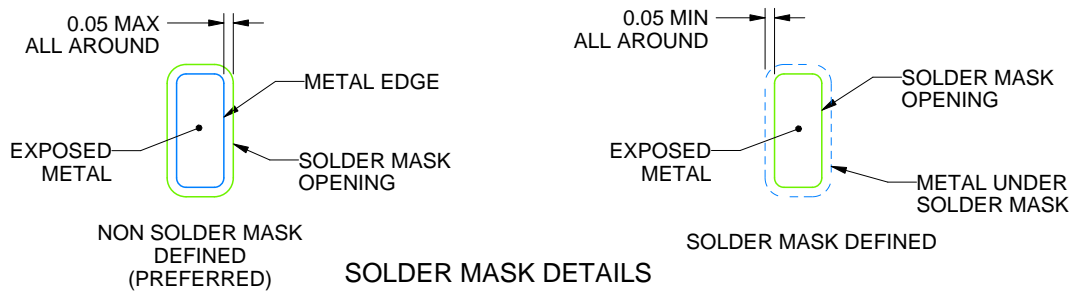 0.05 MAX
ALL AROUND
METAL EDGE
EXPOSED
METAL
SOLDER MASK
OPENING
NON SOLDER MASK
DEFINED
(PREFERRED)
0.05 MIN
ALL AROUND
SOLDER MASK
OPENING
EXPOSED
METAL
METAL UNDER
SOLDER MASK
SOLDER MASK DEFINED
SOLDER MASK DETAILS